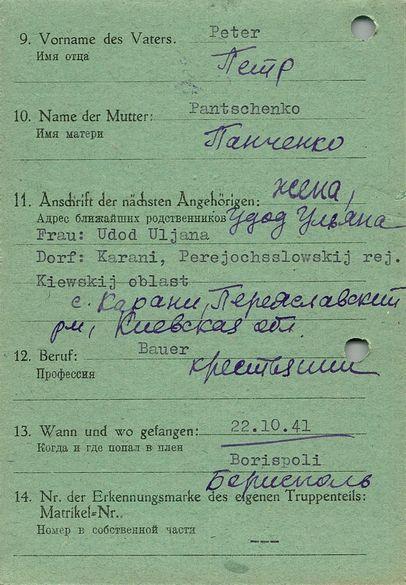 9. Vorname des Vaters. Peter
Имя отца Петр
10. Name der Mutter: Pantschenko
Имя матери Панченко
11. Anschrift der nächsten Angehörigen: жена,
Адрес ближайших родственников Удод Ульяна
Frau: Udod Uljana
Dorf: Karani, Perejochsslowskij rej.
Kiewskij oblast
с. Карани, Переяславский
рн, Киевская обл.
12. Beruf: Bauer
Профессия крестьянин
13. Wann und wo gefangen: 22.10.41
Когда и где попал в плен
Borispoli
Борисполь
14. Nr. der Erkennungsmarke des eigenen Truppenteils:
Matrikel-Nr..
Номер в собственной части ---